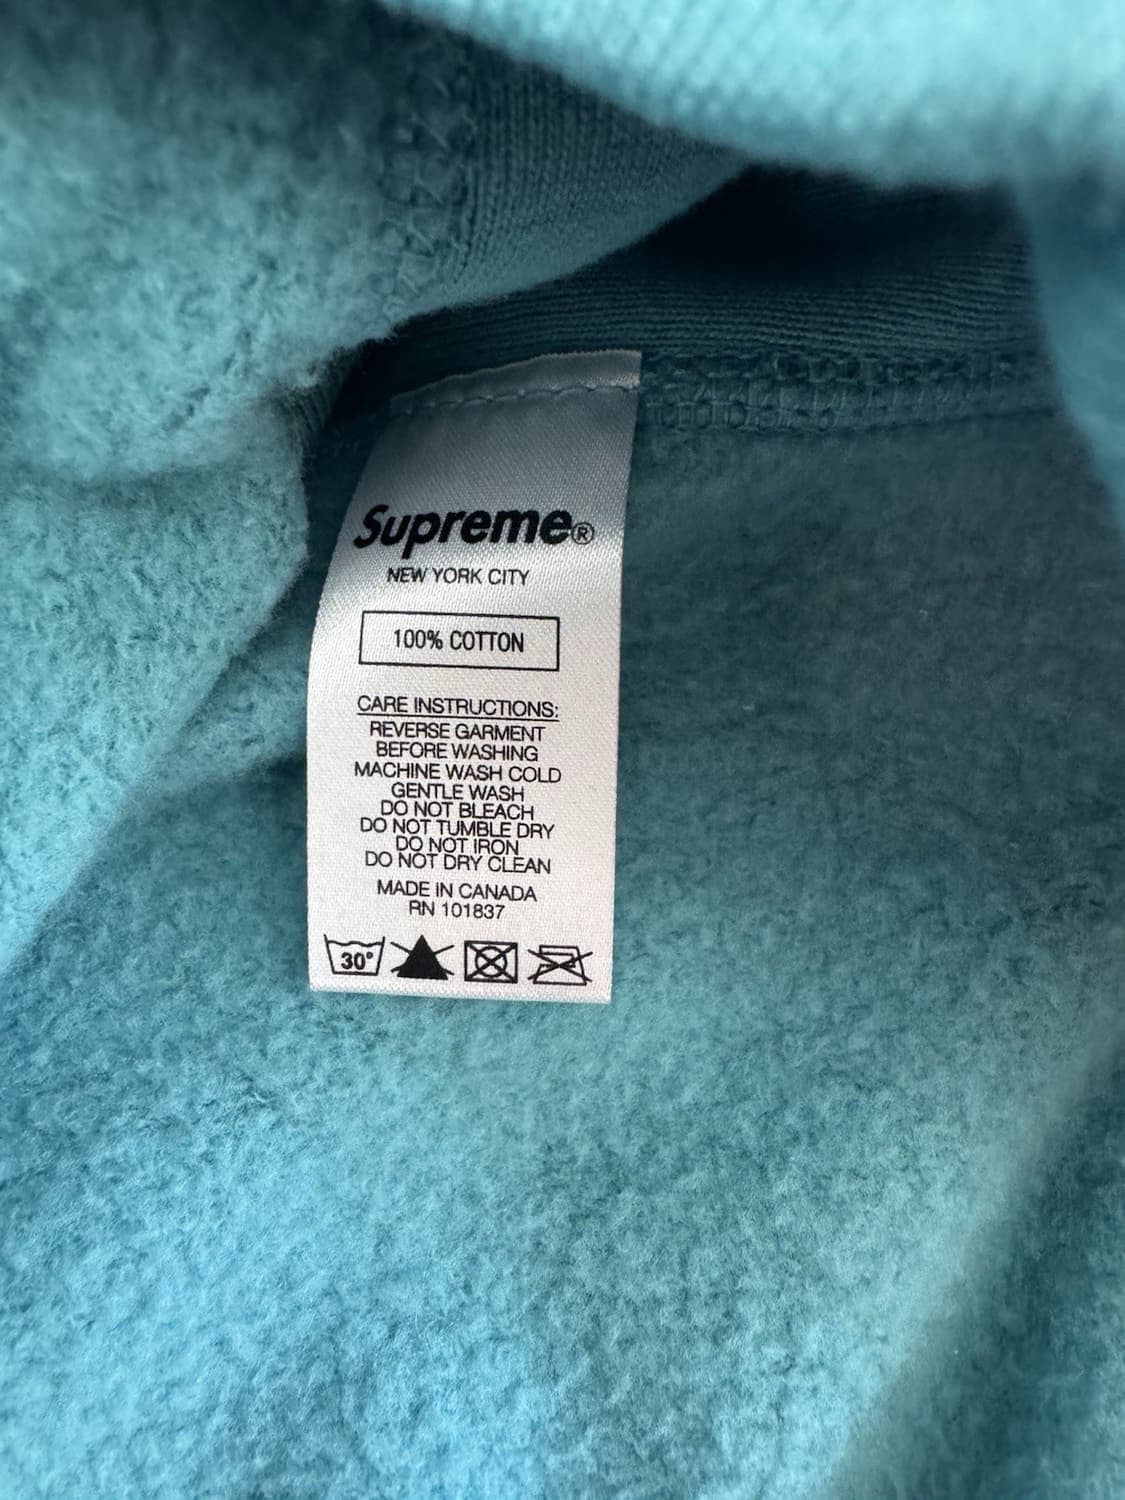 Supreme®
NEW YORK CITY
100% COTTON
CARE INSTRUCTIONS:
REVERSE GARMENT
BEFORE WASHING
MACHINE WASH COLD
GENTLE WASH
DO NOT BLEACH
DO NOT TUMBLE DRY
DO NOT IRON
DO NOT DRY CLEAN
MADE IN CANADA
RN 101837
30°